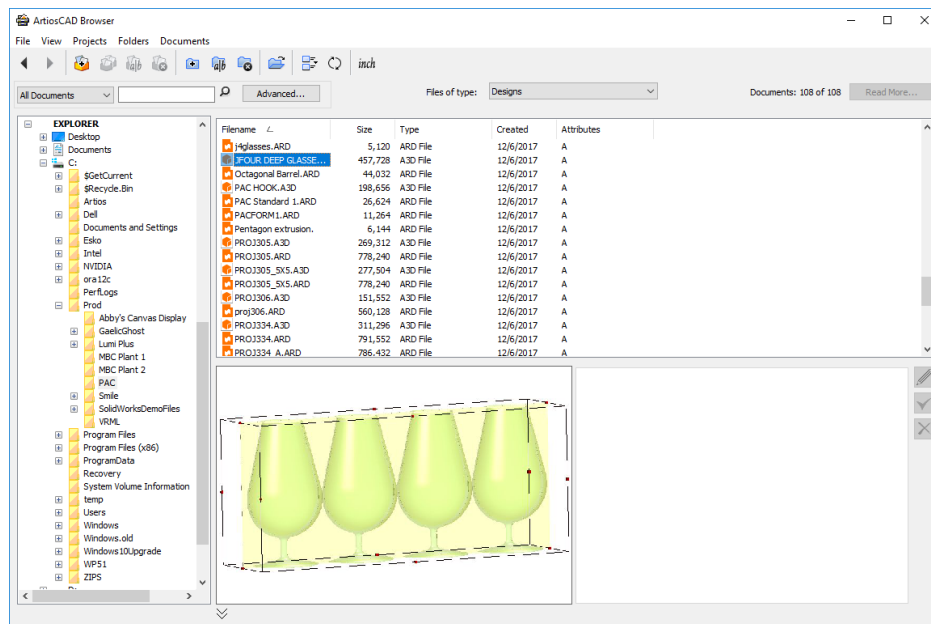 ArtiosCAD Browser
File View Projects Folders Documents
inch
All Documents Advanced... Files of type: Designs Documents: 108 of 108 Read More...
EXPLORER
Desktop
Documents
C:
$GetCurrent
$Recycle.Bin
Artios
Dell
Documents and Settings
Esko
Intel
NVIDIA
ora12c
PerfLogs
Prod
Abby's Canvas Display
GaelicGhost
Lumi Plus
MBC Plant 1
MBC Plant 2
PAC
Smile
SolidWorksDemoFiles
VRML
Program Files
Program Files (x86)
ProgramData
Recovery
System Volume Information
temp
Users
Windows
Windows.old
Windows10Upgrade
WP51
ZIPS
Filename Size Type Created Attributes
j4glasses.ARD 5,120 ARD File 12/6/2017 A
JFOUR DEEP GLASSE... 457,728 A3D File 12/6/2017 A
Octagonal Barrel.ARD 44,032 ARD File 12/6/2017 A
PAC HOOK.A3D 198,656 A3D File 12/6/2017 A
PAC Standard 1.ARD 26,624 ARD File 12/6/2017 A
PACFORM1.ARD 11,264 ARD File 12/6/2017 A
Pentagon extrusion. 6,144 ARD File 12/6/2017 A
PROJ305.A3D 269,312 A3D File 12/6/2017 A
PROJ305.ARD 778,240 ARD File 12/6/2017 A
PROJ305_5X5.A3D 277,504 A3D File 12/6/2017 A
PROJ305_5X5.ARD 778,240 ARD File 12/6/2017 A
PROJ306.A3D 151,552 A3D File 12/6/2017 A
proj306.ARD 560,128 ARD File 12/6/2017 A
PROJ334.A3D 311,296 A3D File 12/6/2017 A
PROJ334.ARD 791,552 ARD File 12/6/2017 A
PROJ334_A.ARD 786,432 ARD File 12/6/2017 A